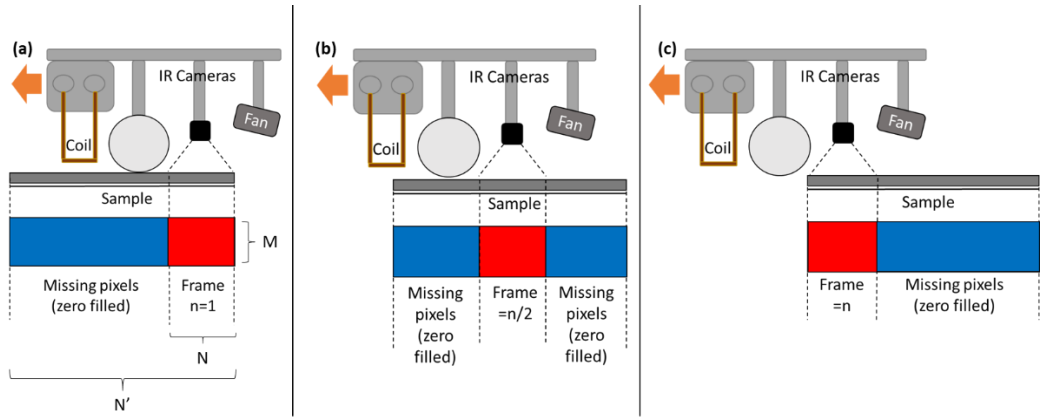 (a)
IR Cameras
Fan
Coil
Sample
M
Missing pixels
(zero filled)
Frame
n=1
N
N’
(b)
IR Cameras
Fan
Coil
Sample
Missing
pixels
(zero
filled)
Frame
=n/2
Missing
pixels
(zero
filled)
(c)
IR Cameras
Fan
Coil
Sample
Frame
=n
Missing pixels
(zero filled)